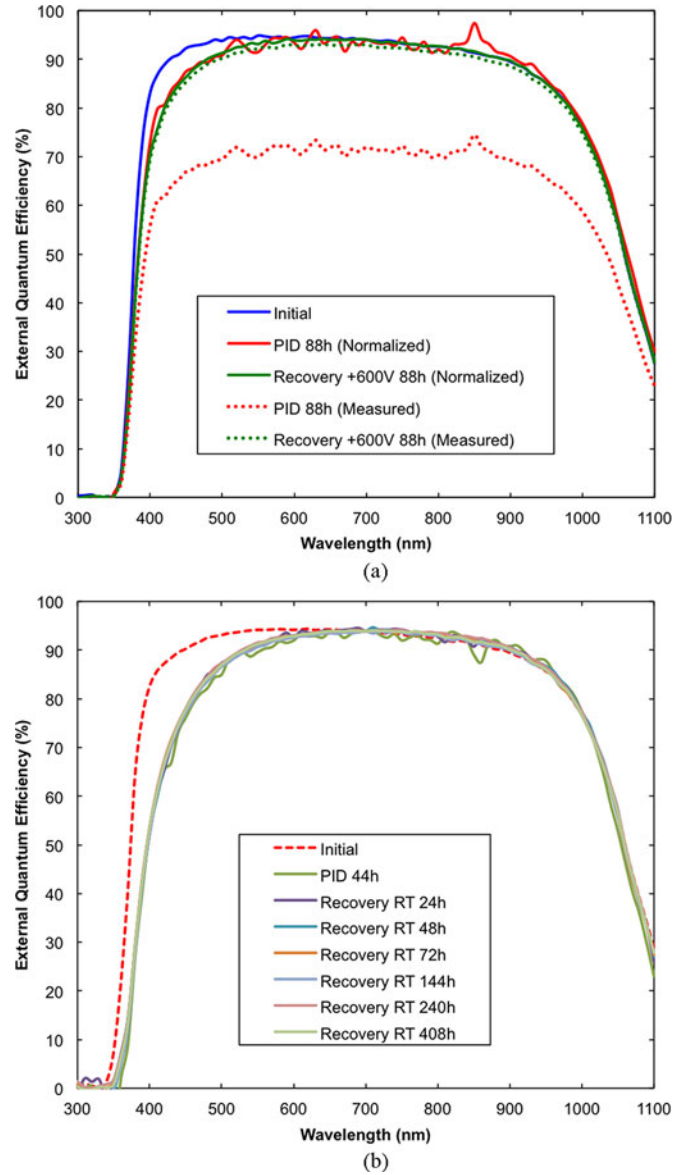 100
90
80
70
60
50
40
30
20
10
0
External Quantum Efficiency (%)
Initial
PID 88h (Normalized)
Recovery +600V 88h (Normalized)
PID 88h (Measured)
Recovery +600V 88h (Measured)
300 400 500 600 700 800 900 1000 1100
Wavelength (nm)
(a)
100
90
80
70
60
50
40
30
20
10
0
External Quantum Efficiency (%)
Initial
PID 44h
Recovery RT 24h
Recovery RT 48h
Recovery RT 72h
Recovery RT 144h
Recovery RT 240h
Recovery RT 408h
300 400 500 600 700 800 900 1000 1100
Wavelength (nm)
(b)